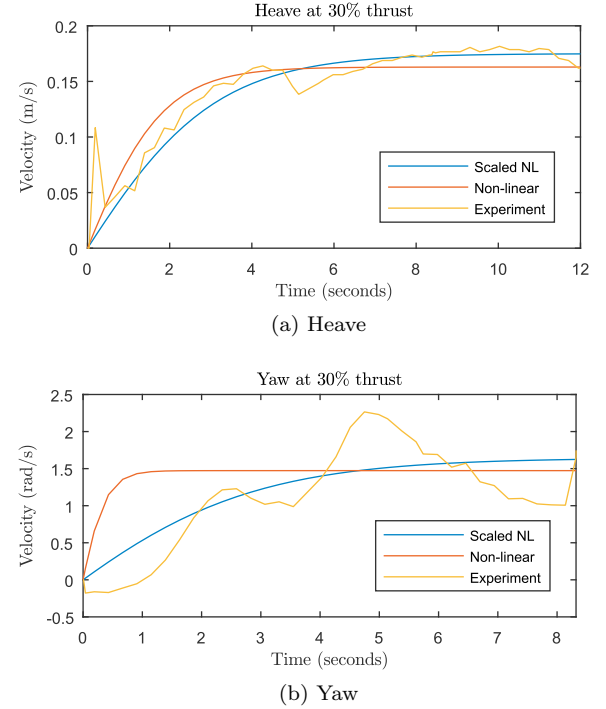 Heave at 30% thrust
0.2
0.15
0.1
0.05
0
Velocity (m/s)
Scaled NL
Non-linear
Experiment
0 2 4 6 8 10 12
Time (seconds)
(a) Heave
Yaw at 30% thrust
2.5
2
1.5
1
0.5
0
-0.5
Velocity (rad/s)
Scaled NL
Non-linear
Experiment
0 1 2 3 4 5 6 7 8
Time (seconds)
(b) Yaw